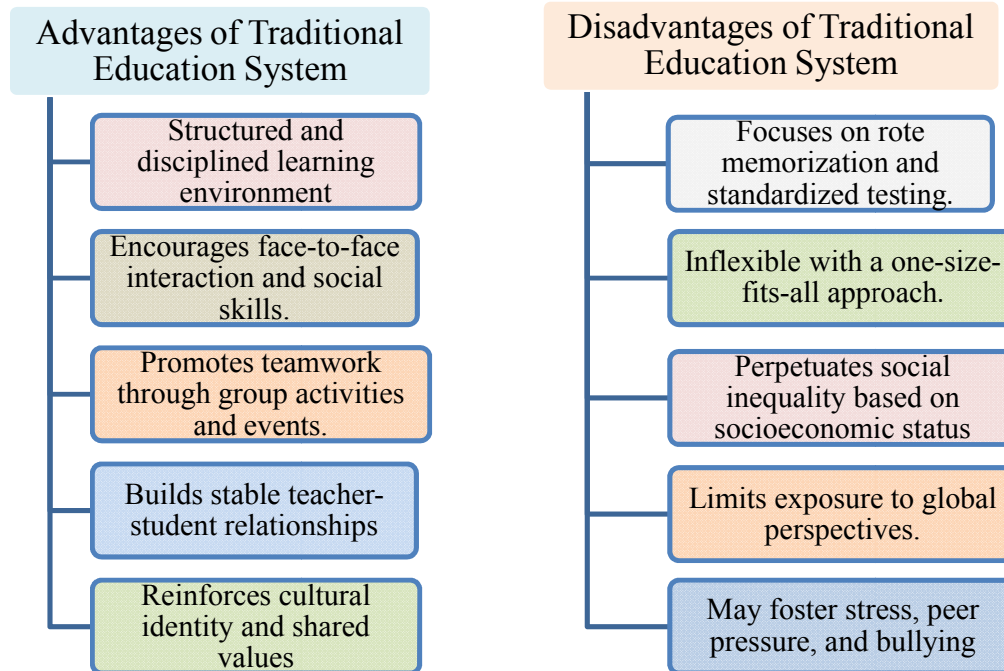 Advantages of Traditional
Education System
Structured and
disciplined learning
environment
Encourages face-to-face
interaction and social
skills.
Promotes teamwork
through group activities
and events.
Builds stable teacher-
student relationships
Reinforces cultural
identity and shared
values
Disadvantages of Traditional
Education System
Focuses on rote
memorization and
standardized testing.
Inflexible with a one-size-
fits-all approach.
Perpetuates social
inequality based on
socioeconomic status
Limits exposure to global
perspectives.
May foster stress, peer
pressure, and bullying